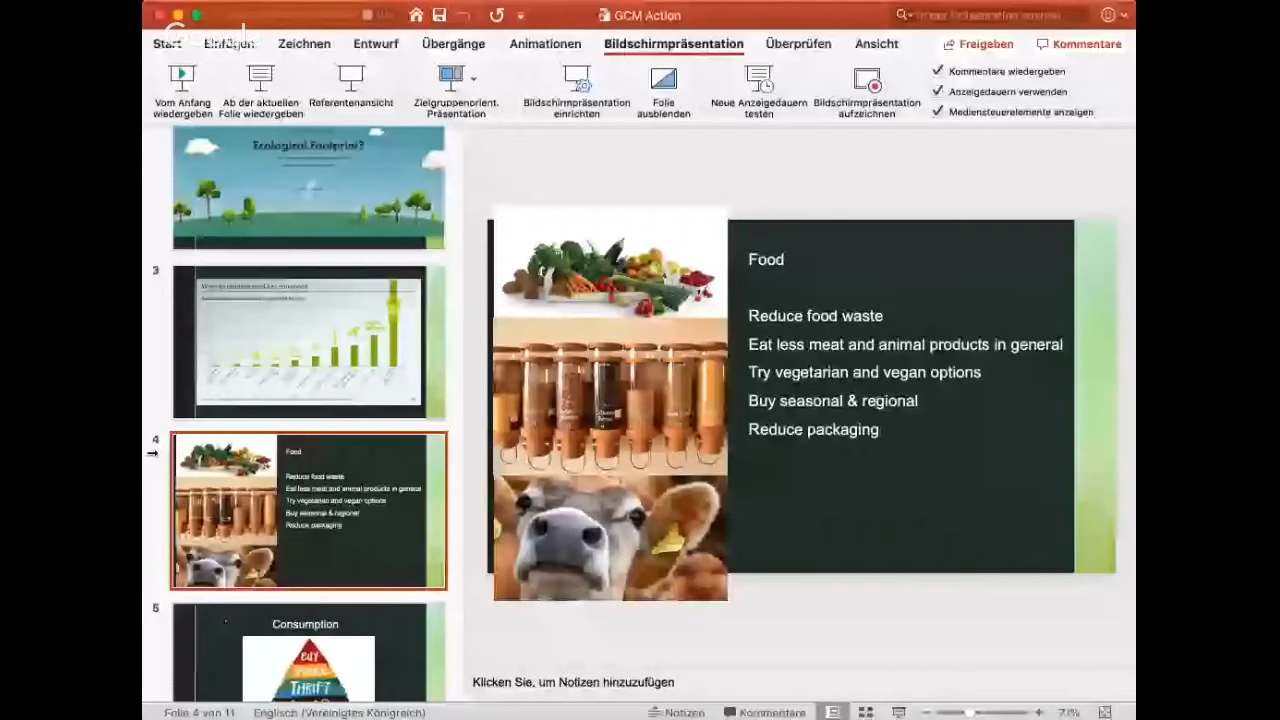 GCM Action
Start Einfügen Zeichnen Entwurf Übergänge Animationen Bildschirmpräsentation Überprüfen Ansicht Freigeben Kommentare
Vom Anfang wiedergeben
Ab der aktuellen Folie wiedergeben
Referentenansicht
Zielgruppenorient. Präsentation
Bildschirmpräsentation einrichten
Folie ausblenden
Neue Anzeigedauern testen
Bildschirmpräsentation aufzeichnen
Kommentare wiedergeben
Anzeigedauern verwenden
Mediensteuerelemente anzeigen
Ecological Footprint?
3
4
Food
Reduce food waste
Eat less meat and animal products in general
Try vegetarian and vegan options
Buy seasonal & regional
Reduce packaging
5
Consumption
BUY
THRIFT
Food
Reduce food waste
Eat less meat and animal products in general
Try vegetarian and vegan options
Buy seasonal & regional
Reduce packaging
Klicken Sie, um Notizen hinzuzufügen
Folie 4 von 11 Englisch (Vereinigtes Königreich) Notizen Kommentare 73%